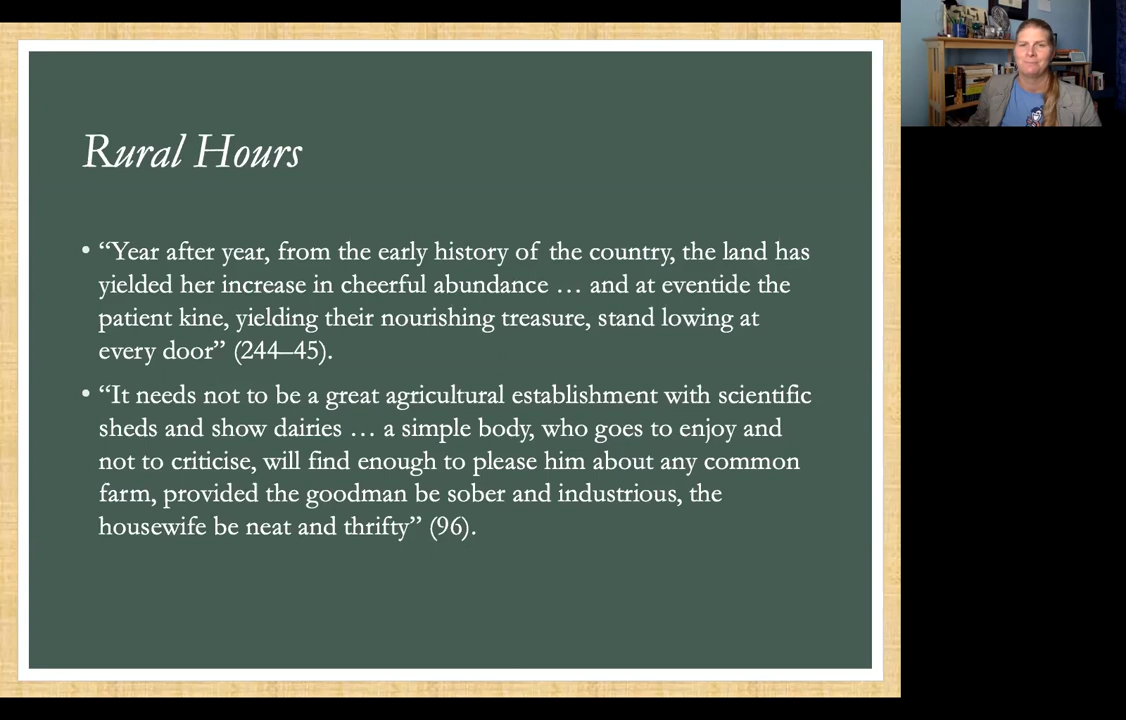 Rural Hours
• “Year after year, from the early history of the country, the land has
yielded her increase in cheerful abundance … and at eventide the
patient kine, yielding their nourishing treasure, stand lowing at
every door” (244–45).
• “It needs not to be a great agricultural establishment with scientific
sheds and show dairies … a simple body, who goes to enjoy and
not to criticise, will find enough to please him about any common
farm, provided the goodman be sober and industrious, the
housewife be neat and thrifty” (96).